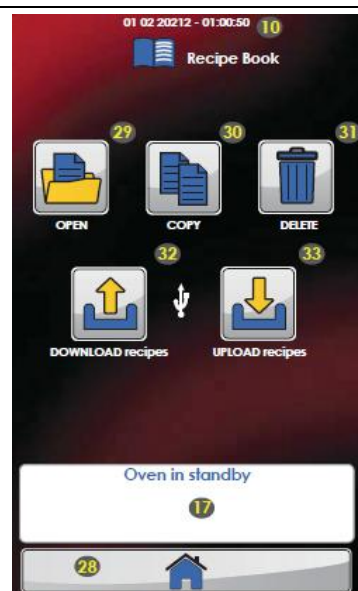 01 02 20212 - 01:00:50 10
Recipe Book
29 30 31
OPEN COPY DELETE
32 33
DOWNLOAD recipes UPLOAD recipes
Oven in standby
17
28